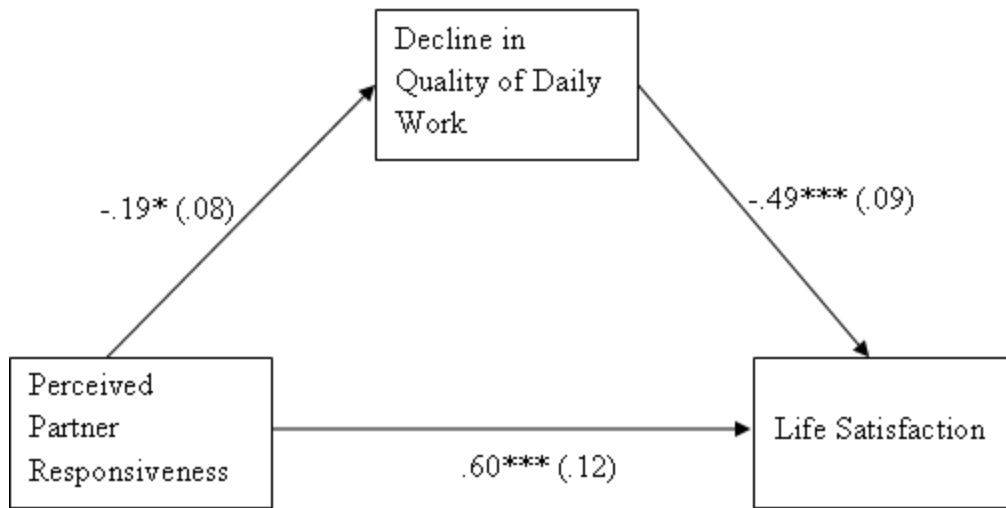 Decline in
Quality of Daily
Work
-.19* (.08)
-.49*** (.09)
Perceived
Partner
Responsiveness
Life Satisfaction
.60*** (.12)